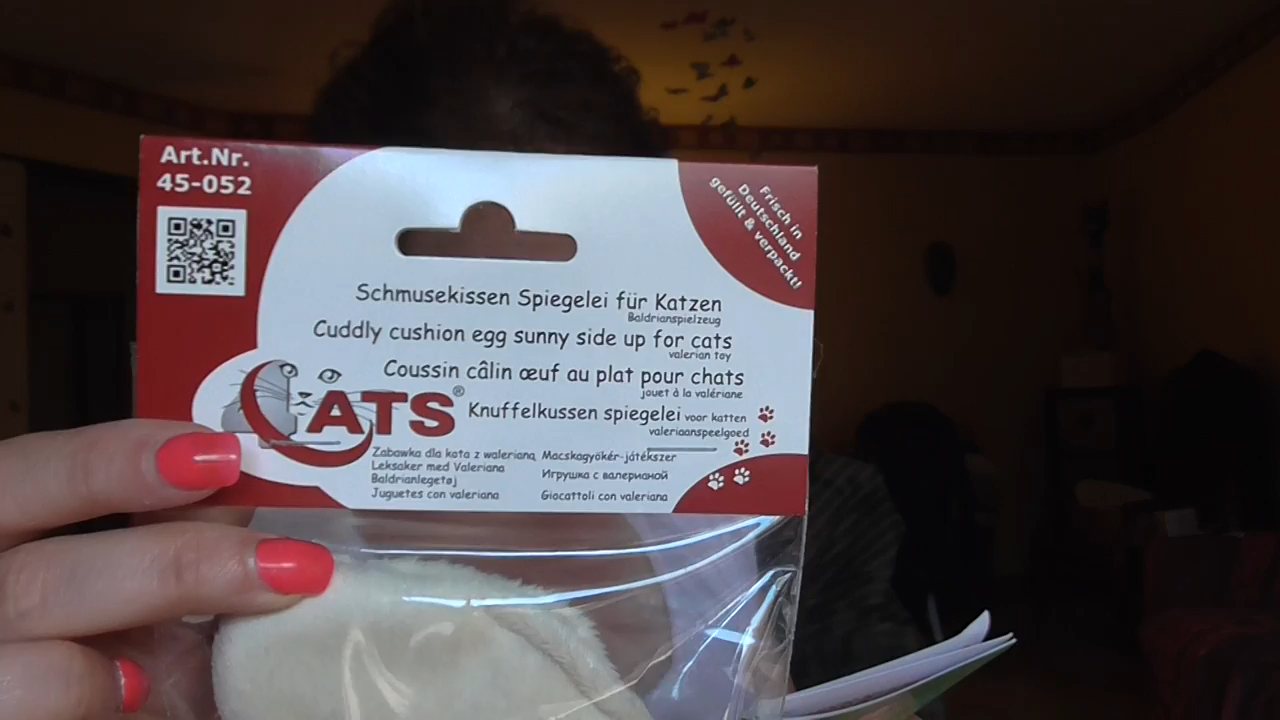 Art.Nr.
45-052
Frisch in
Deutschland
gefüllt & verpackt!
Schmusekissen Spiegelei für Katzen
Baldrianspielzeug
Cuddly cushion egg sunny side up for cats
valerian toy
Coussin câlin œuf au plat pour chats
jouet à la valériane
CATS®
Knuffelkussen spiegelei voor katten
valeriaanspeelgoed
Zabawka dla kota z walerianą
Leksaker med Valeriana
Baldrianlegetøj
Juguetes con valeriana
Macskagyökér-játékszer
Игрушка с валерианой
Giocattoli con valeriana